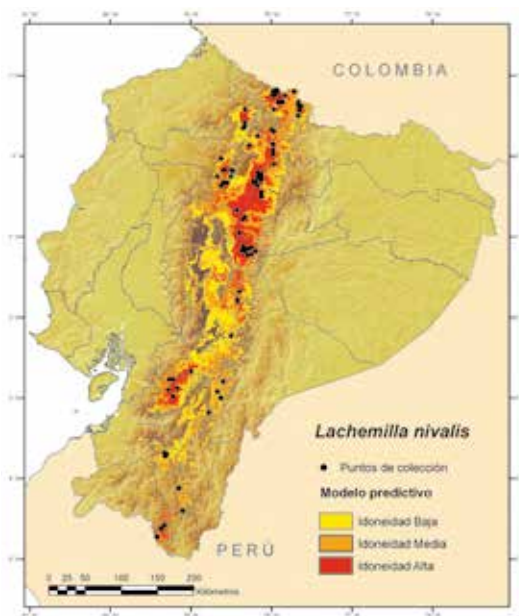 COLOMBIA
Lachemilla nivalis
Puntos de colección
Modelo predictivo
Idoneidad Baja
Idoneidad Media
Idoneidad Alta
PERÚ
0 25 50 100 150 200
Kilómetros